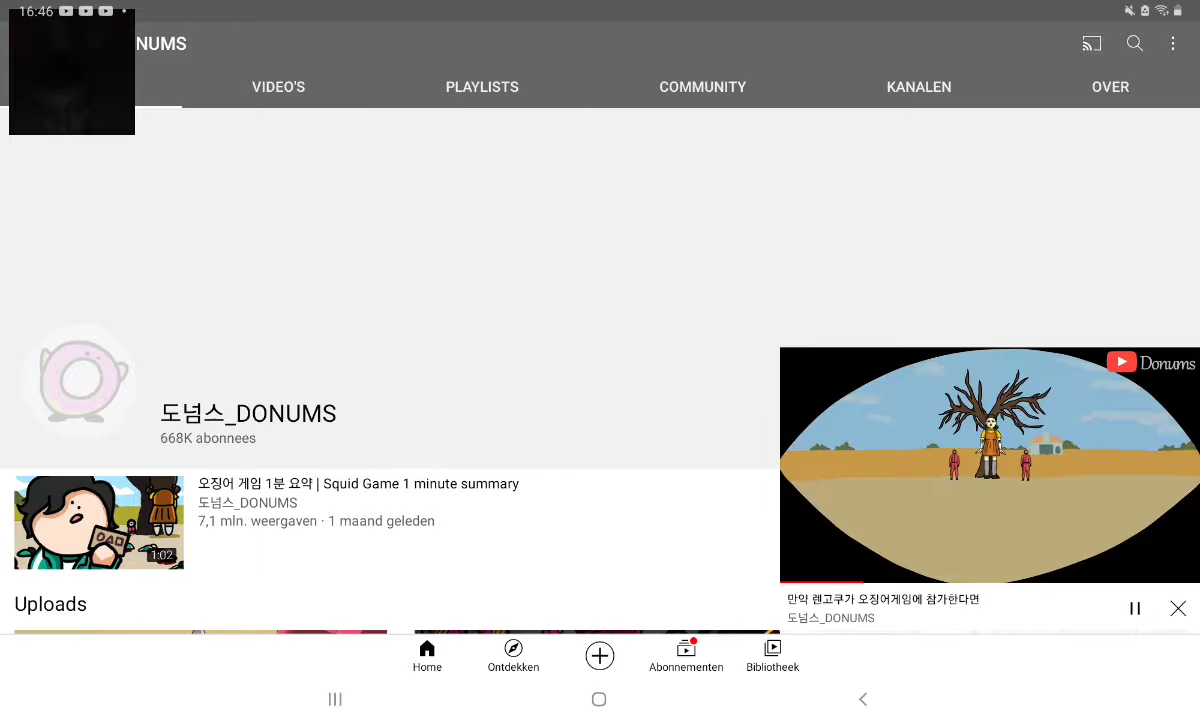 16:46
NUMS
VIDEO'S
PLAYLISTS
COMMUNITY
KANALEN
OVER
도넘스_DONUMS
668K abonnees
오징어 게임 1분 요약 | Squid Game 1 minute summary
도넘스_DONUMS
7,1 mln. weergaven · 1 maand geleden
1:02
Uploads
Donums
만약 렌고쿠가 오징어게임에 참가한다면
도넘스_DONUMS
Home
Ontdekken
Abonnementen
Bibliotheek